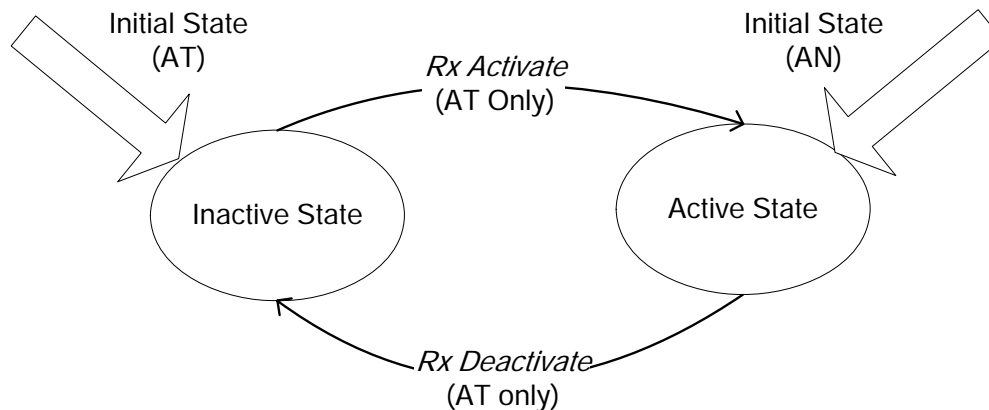 Initial State
(AT)
Initial State
(AN)
Rx Activate
(AT Only)
Inactive State
Active State
Rx Deactivate
(AT only)